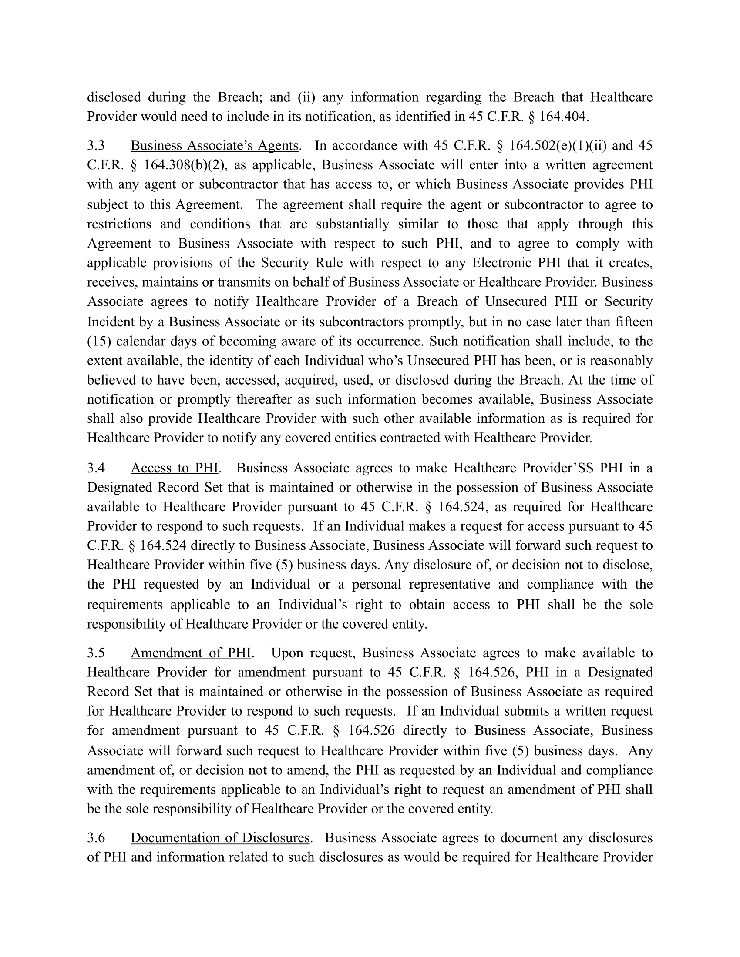 disclosed during the Breach; and (ii) any information regarding the Breach that Healthcare
Provider would need to include in its notification, as identified in 45 C.F.R. § 164.404.
3.3 Business Associate's Agents. In accordance with 45 C.F.R. § 164.502(e)(1)(ii) and 45
C.F.R. § 164.308(b)(2), as applicable, Business Associate will enter into a written agreement
with any agent or subcontractor that has access to, or which Business Associate provides PHI
subject to this Agreement. The agreement shall require the agent or subcontractor to agree to
restrictions and conditions that are substantially similar to those that apply through this
Agreement to Business Associate with respect to such PHI, and to agree to comply with
applicable provisions of the Security Rule with respect to any Electronic PHI that it creates,
receives, maintains or transmits on behalf of Business Associate or Healthcare Provider. Business
Associate agrees to notify Healthcare Provider of a Breach of Unsecured PHI or Security
Incident by a Business Associate or its subcontractors promptly, but in no case later than fifteen
(15) calendar days of becoming aware of its occurrence. Such notification shall include, to the
extent available, the identity of each Individual who's Unsecured PHI has been, or is reasonably
believed to have been, accessed, acquired, used, or disclosed during the Breach. At the time of
notification or promptly thereafter as such information becomes available, Business Associate
shall also provide Healthcare Provider with such other available information as is required for
Healthcare Provider to notify any covered entities contracted with Healthcare Provider.
3.4 Access to PHI. Business Associate agrees to make Healthcare Provider'SS PHI in a
Designated Record Set that is maintained or otherwise in the possession of Business Associate
available to Healthcare Provider pursuant to 45 C.F.R. § 164.524, as required for Healthcare
Provider to respond to such requests. If an Individual makes a request for access pursuant to 45
C.F.R. § 164.524 directly to Business Associate, Business Associate will forward such request to
Healthcare Provider within five (5) business days. Any disclosure of, or decision not to disclose,
the PHI requested by an Individual or a personal representative and compliance with the
requirements applicable to an Individual's right to obtain access to PHI shall be the sole
responsibility of Healthcare Provider or the covered entity.
3.5 Amendment of PHI. Upon request, Business Associate agrees to make available to
Healthcare Provider for amendment pursuant to 45 C.F.R. § 164.526, PHI in a Designated
Record Set that is maintained or otherwise in the possession of Business Associate as required
for Healthcare Provider to respond to such requests. If an Individual submits a written request
for amendment pursuant to 45 C.F.R. § 164.526 directly to Business Associate, Business
Associate will forward such request to Healthcare Provider within five (5) business days. Any
amendment of, or decision not to amend, the PHI as requested by an Individual and compliance
with the requirements applicable to an Individual's right to request an amendment of PHI shall
be the sole responsibility of Healthcare Provider or the covered entity.
3.6 Documentation of Disclosures. Business Associate agrees to document any disclosures
of PHI and information related to such disclosures as would be required for Healthcare Provider